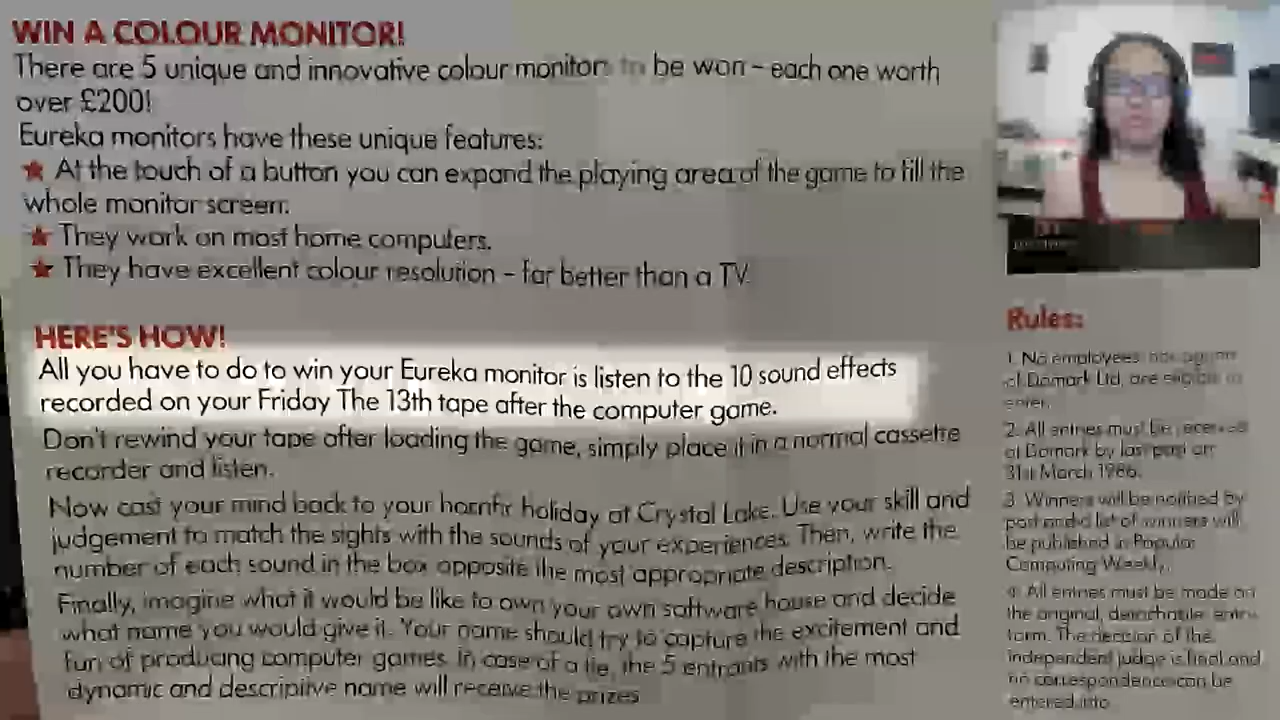 WIN A COLOUR MONITOR!
There are 5 unique and innovative colour monitors to be won – each one worth
over £200!
Eureka monitors have these unique features:
★ At the touch of a button you can expand the playing area of the game to fill the
whole monitor screen.
★ They work on most home computers.
★ They have excellent colour resolution – far better than a TV.
HERE'S HOW!
All you have to do to win your Eureka monitor is listen to the 10 sound effects
recorded on your Friday The 13th tape after the computer game.
Don't rewind your tape after loading the game, simply place it in a normal cassette
recorder and listen.
Now cast your mind back to your horrific holiday at Crystal Lake. Use your skill and
judgement to match the sights with the sounds of your experiences. Then, write the
number of each sound in the box opposite the most appropriate description.
Finally, imagine what it would be like to own your own software house and decide
what name you would give it. Your name should try to capture the excitement and
fun of producing computer games. In case of a tie, the 5 entrants with the most
dynamic and descriptive name will receive the prizes
Rules:
1. No employees
of Domark Ltd, are eligible to
enter.
2. All entries must be received
at Domark by last post on
31st March 1986.
3. Winners will be notified by
post and a list of winners will
be published in Popular
Computing Weekly.
4. All entries must be made on
the original, detachable entry
form. The decision of the
independent judge is final and
no correspondence can be
entered into.